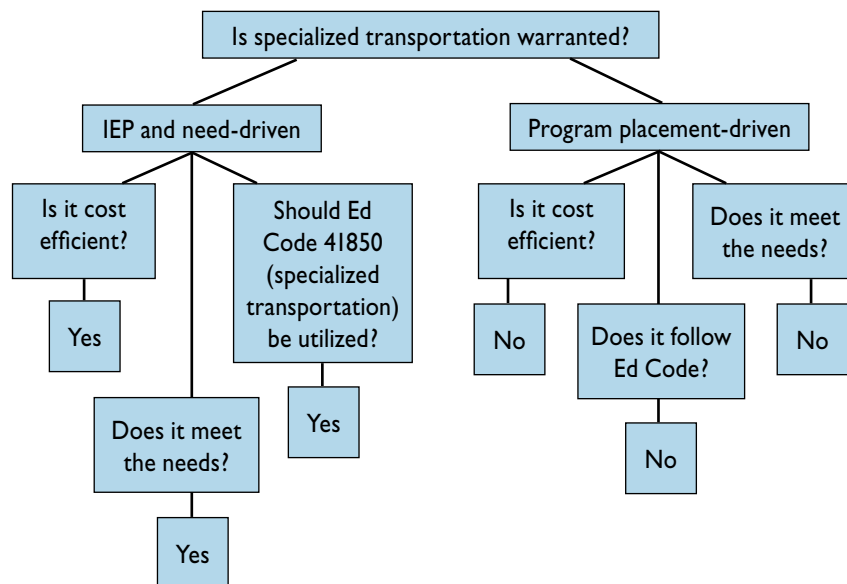 Is specialized transportation warranted?
IEP and need-driven
Program placement-driven
Is it cost
efficient?
Yes
Does it meet
the needs?
Yes
Should Ed
Code 41850
(specialized
transportation)
be utilized?
Yes
Is it cost
efficient?
No
Does it follow
Ed Code?
No
Does it meet
the needs?
No